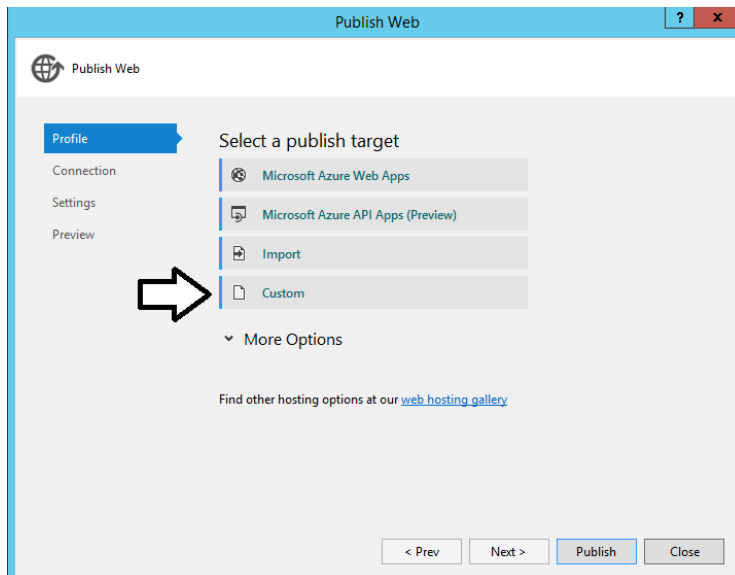 Publish Web
? x
Publish Web
Profile
Connection
Settings
Preview
Select a publish target
Microsoft Azure Web Apps
Microsoft Azure API Apps (Preview)
Import
Custom
More Options
Find other hosting options at our web hosting gallery
< Prev Next > Publish Close